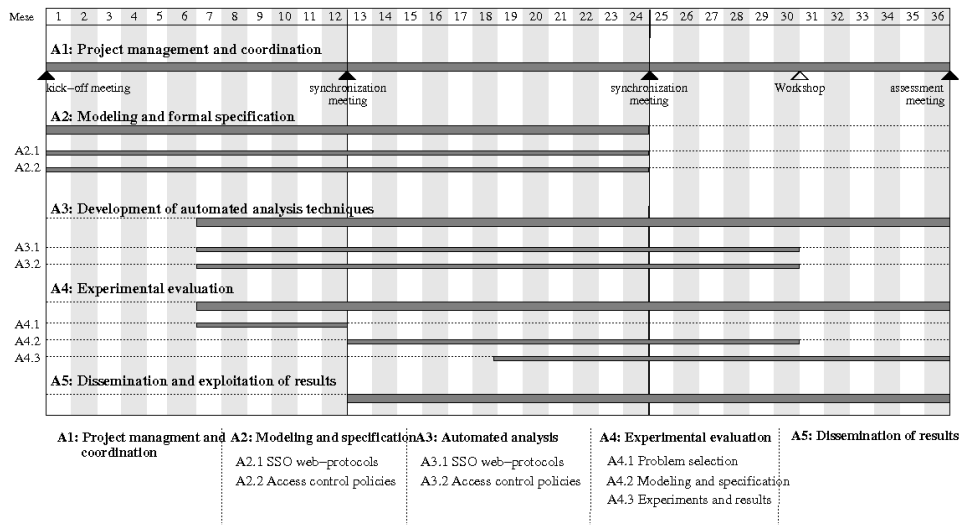 Mese 1 2 3 4 5 6 7 8 9 10 11 12 13 14 15 16 17 18 19 20 21 22 23 24 25 26 27 28 29 30 31 32 33 34 35 36
A1: Project management and coordination
kick-off meeting
synchronization
meeting
synchronization
meeting
Workshop
assessment
meeting
A2: Modeling and formal specification
A2.1
A2.2
A3: Development of automated analysis techniques
A3.1
A3.2
A4: Experimental evaluation
A4.1
A4.2
A4.3
A5: Dissemination and exploitation of results
A1: Project managment and
coordination
A2: Modeling and specification
A2.1 SSO web-protocols
A2.2 Access control policies
A3: Automated analysis
A3.1 SSO web-protocols
A3.2 Access control policies
A4: Experimental evaluation
A4.1 Problem selection
A4.2 Modeling and specification
A4.3 Experiments and results
A5: Dissemination of results